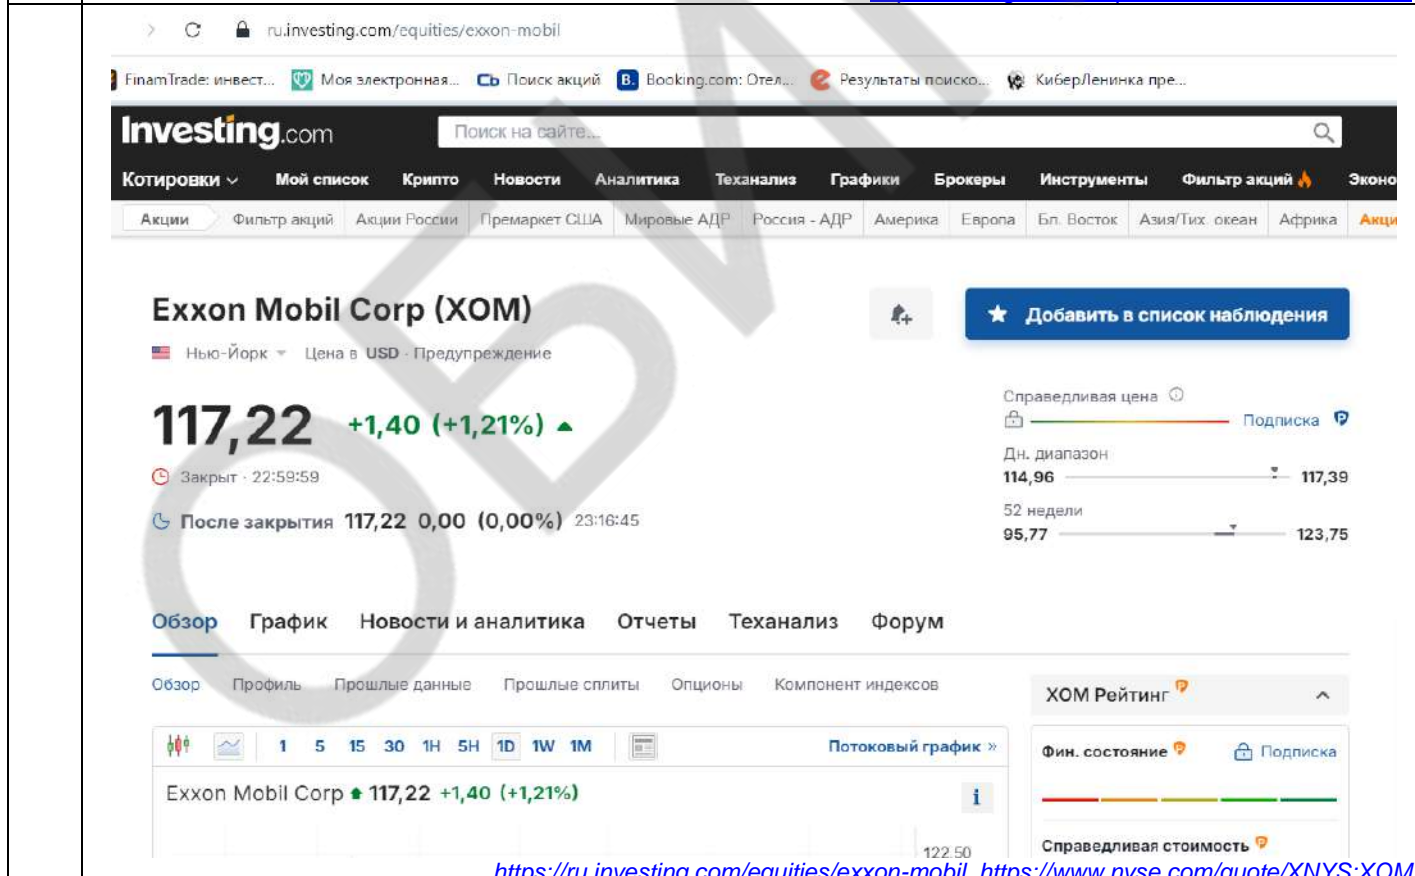 ru.investing.com/equities/exxon-mobil
FinamTrade: инвест... Моя электронная... Сь Поиск акций B. Booking.com: Отел... Результаты поиско... КиберЛенинка пре...
Investing.com Поиск на сайте...
Котировки Мой список Крипто Новости Аналитика Теханализ Графики Брокеры Инструменты Фильтр акций Эконо
Акции Фильтр акций Акции России Премаркет США Мировые АДР Россия - АДР Америка Европа Бл. Восток Азия/Тих. океан Африка Акци
Exxon Mobil Corp (XOM)
Добавить в список наблюдения
Нью-Йорк Цена в USD · Предупреждение
Справедливая цена
117,22 +1,40 (+1,21%)
Подписка
Дн. диапазон
Закрыт · 22:59:59
114,96 117,39
52 недели
После закрытия 117,22 0,00 (0,00%) 23:16:45
95,77 123,75
Обзор График Новости и аналитика Отчеты Теханализ Форум
Обзор Профиль Прошлые данные Прошлые сплиты Опционы Компонент индексов
XOM Рейтинг
1 5 15 30 1H 5H 1D 1W 1M Потоковый график »
Фин. состояние Подписка
Exxon Mobil Corp 117,22 +1,40 (+1,21%)
122.50
Справедливая стоимость
https://ru.investing.com/equities/exxon-mobil, https://www.nyse.com/quote/XNYS:XOM